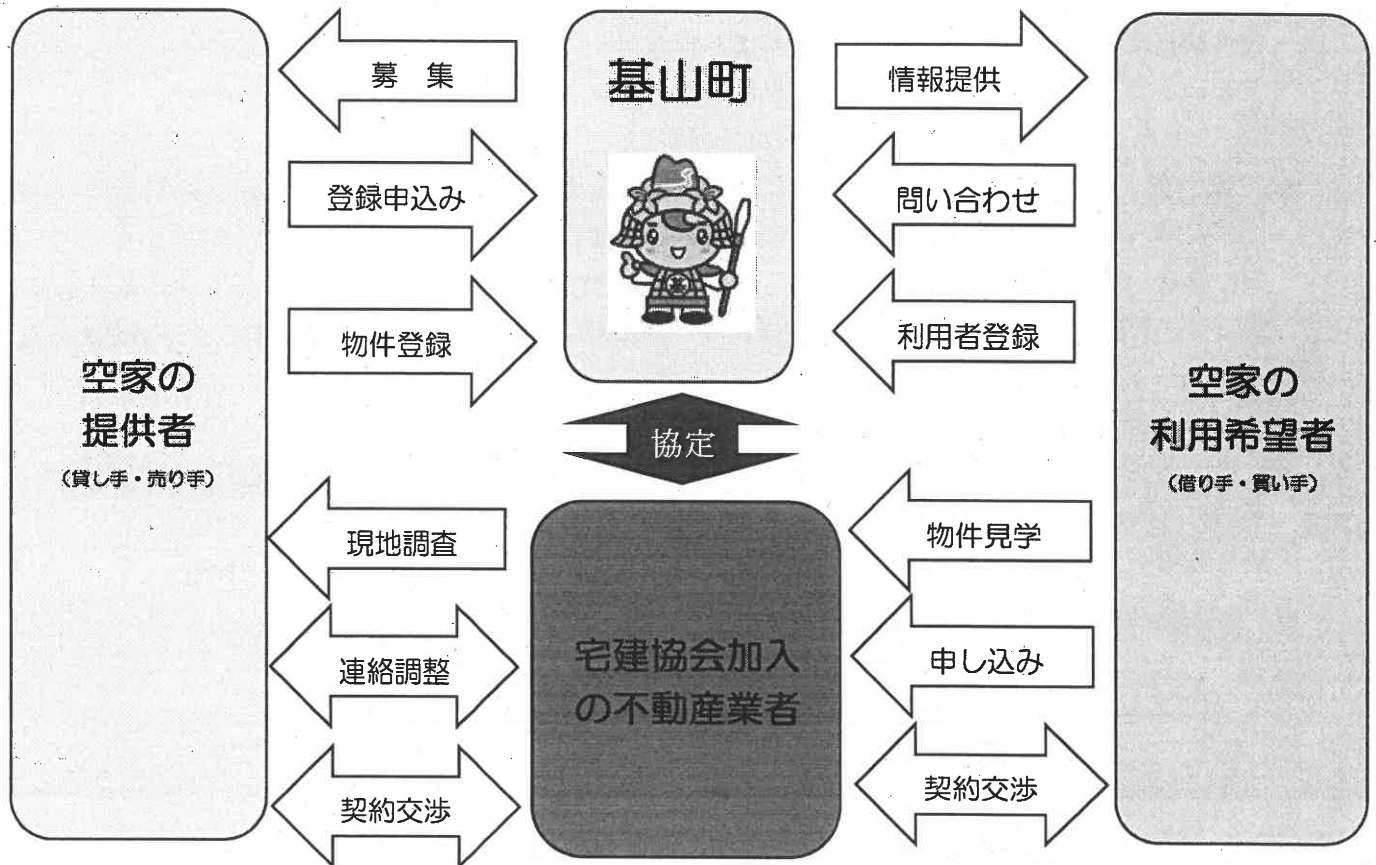 募 集
基山町
情報提供
登録申込み
問い合わせ
物件登録
利用者登録
空家の
提供者
(貸し手・売り手)
協定
空家の
利用希望者
(借り手・買い手)
現地調査
物件見学
連絡調整
宅建協会加入
の不動産業者
申し込み
契約交渉
契約交渉
基